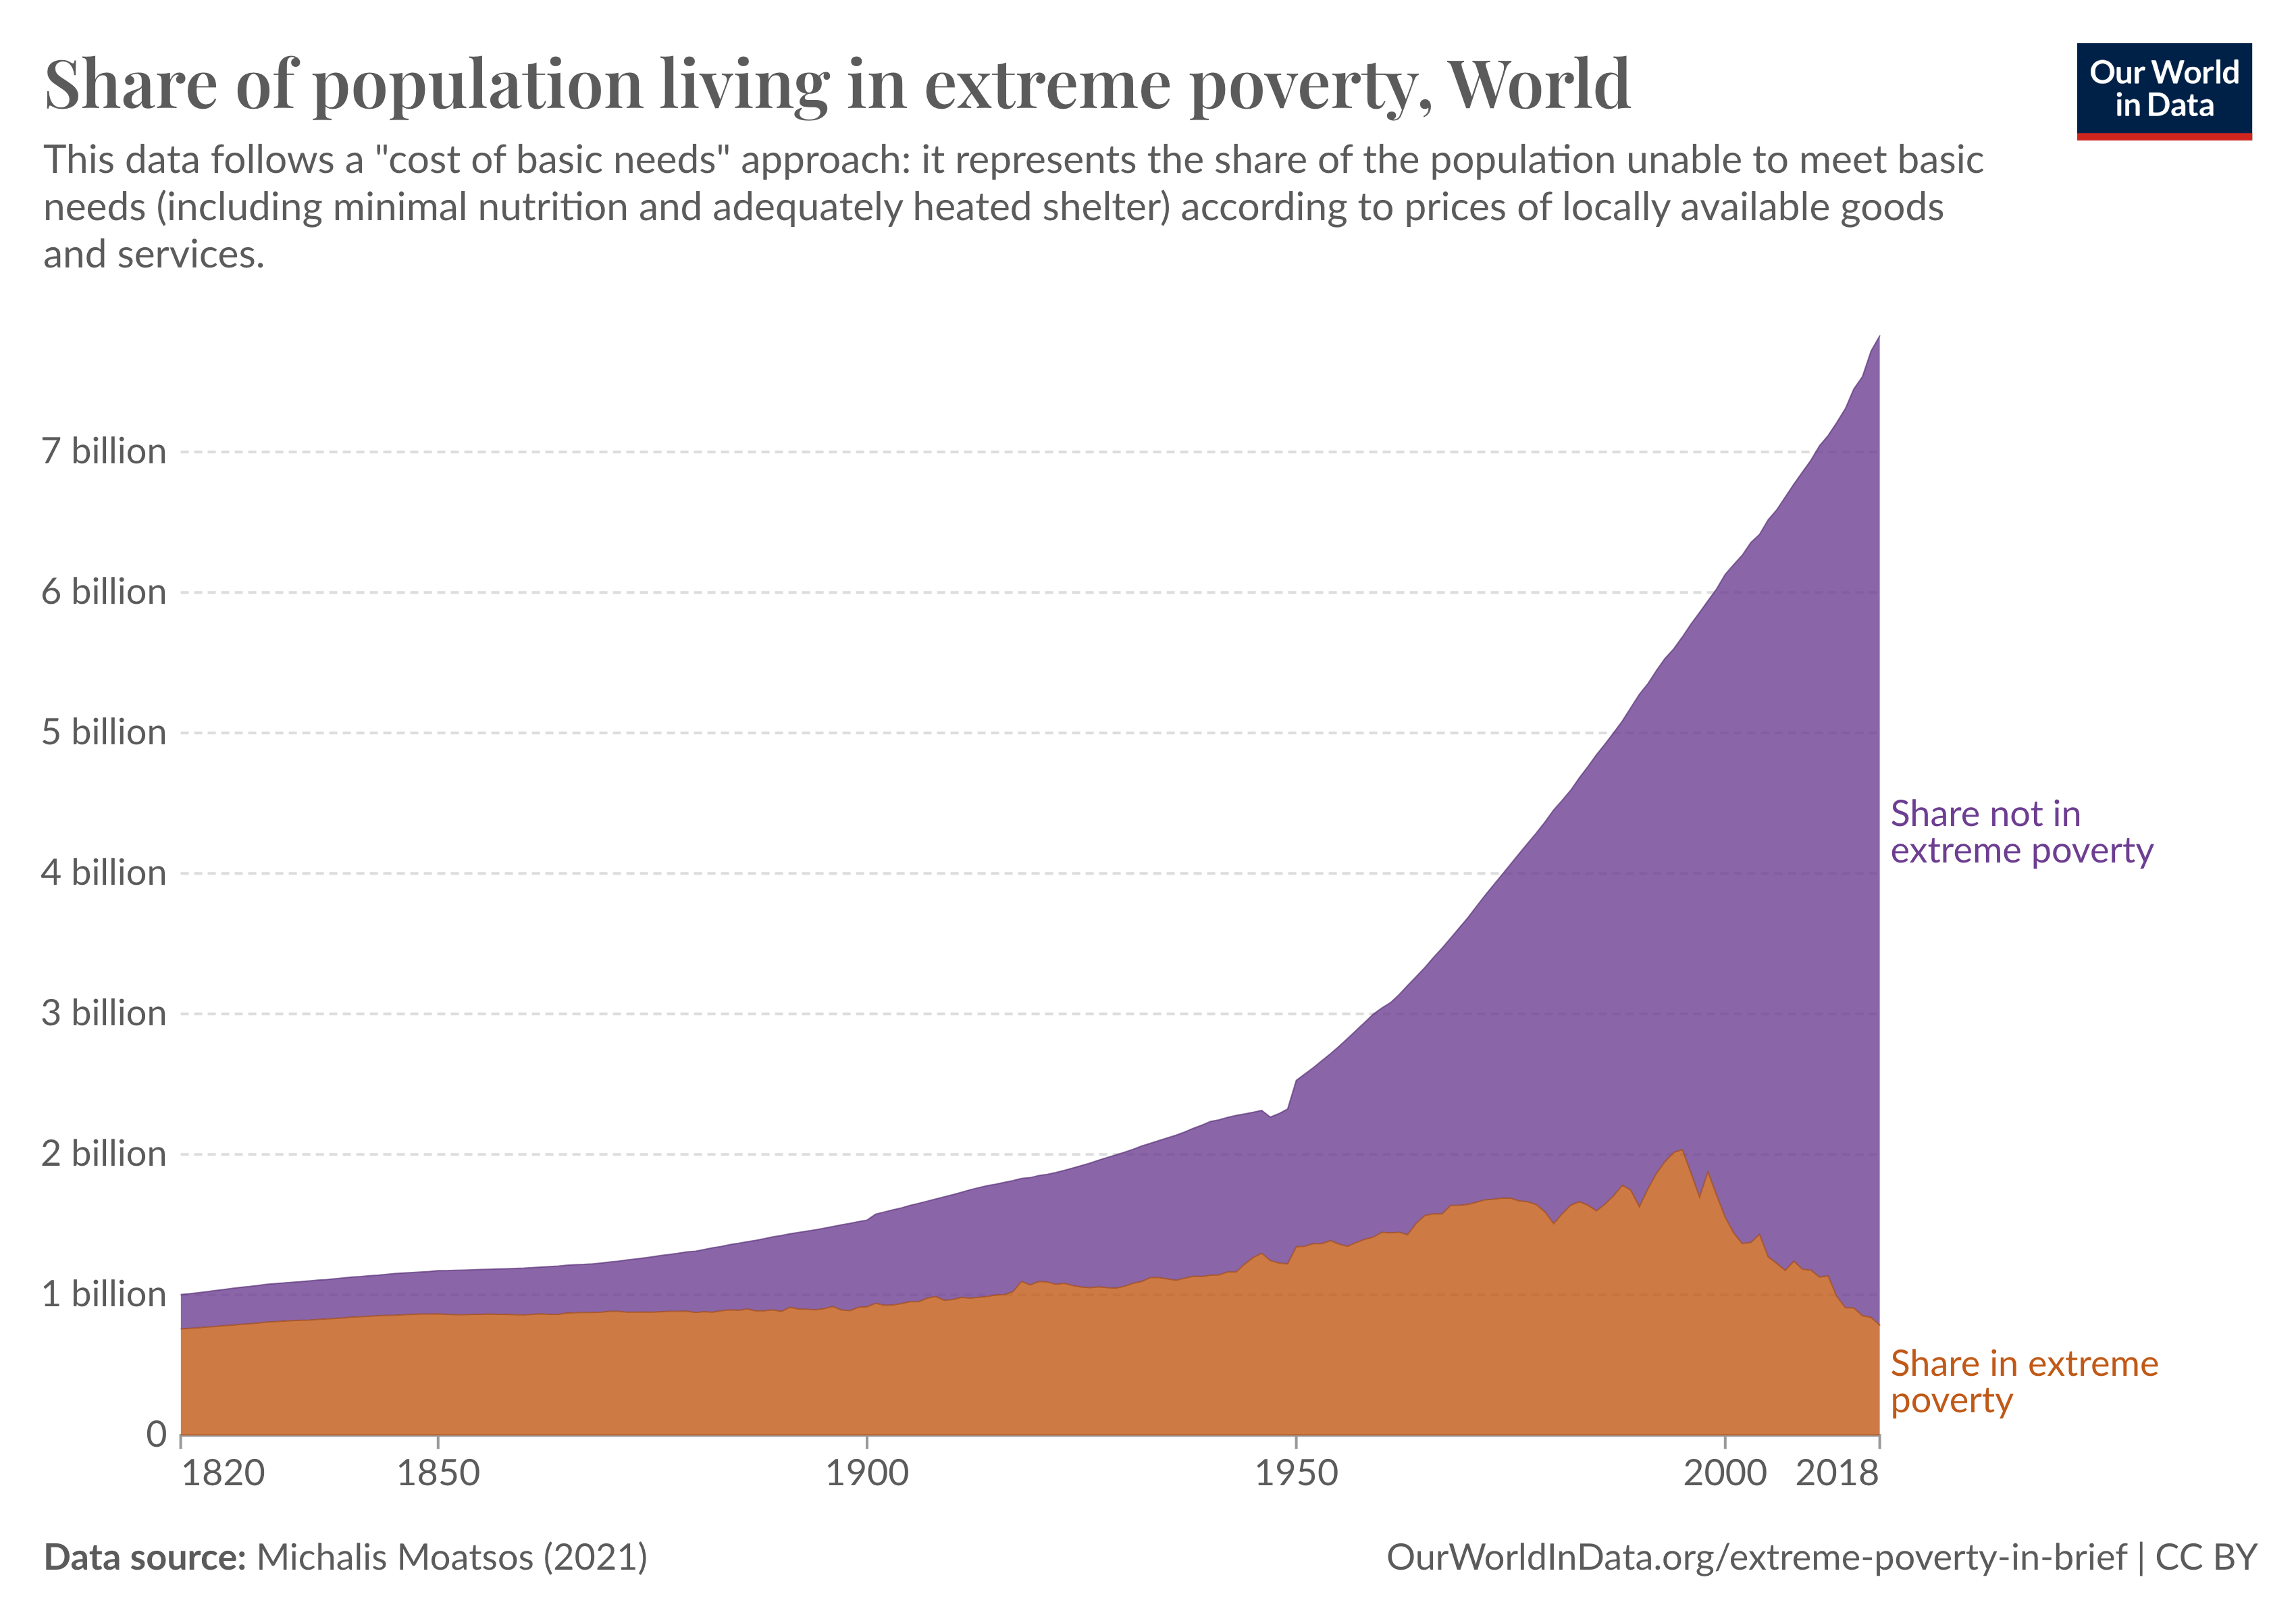 Share of population living in extreme poverty, World
Our World
in Data
This data follows a "cost of basic needs" approach: it represents the share of the population unable to meet basic
needs (including minimal nutrition and adequately heated shelter) according to prices of locally available goods
and services.
7 billion
6 billion
5 billion
4 billion
3 billion
2 billion
1 billion
0
Share not in
extreme poverty
Share in extreme
poverty
1820 1850 1900 1950 2000 2018
Data source: Michalis Moatsos (2021)
OurWorldInData.org/extreme-poverty-in-brief | CC BY